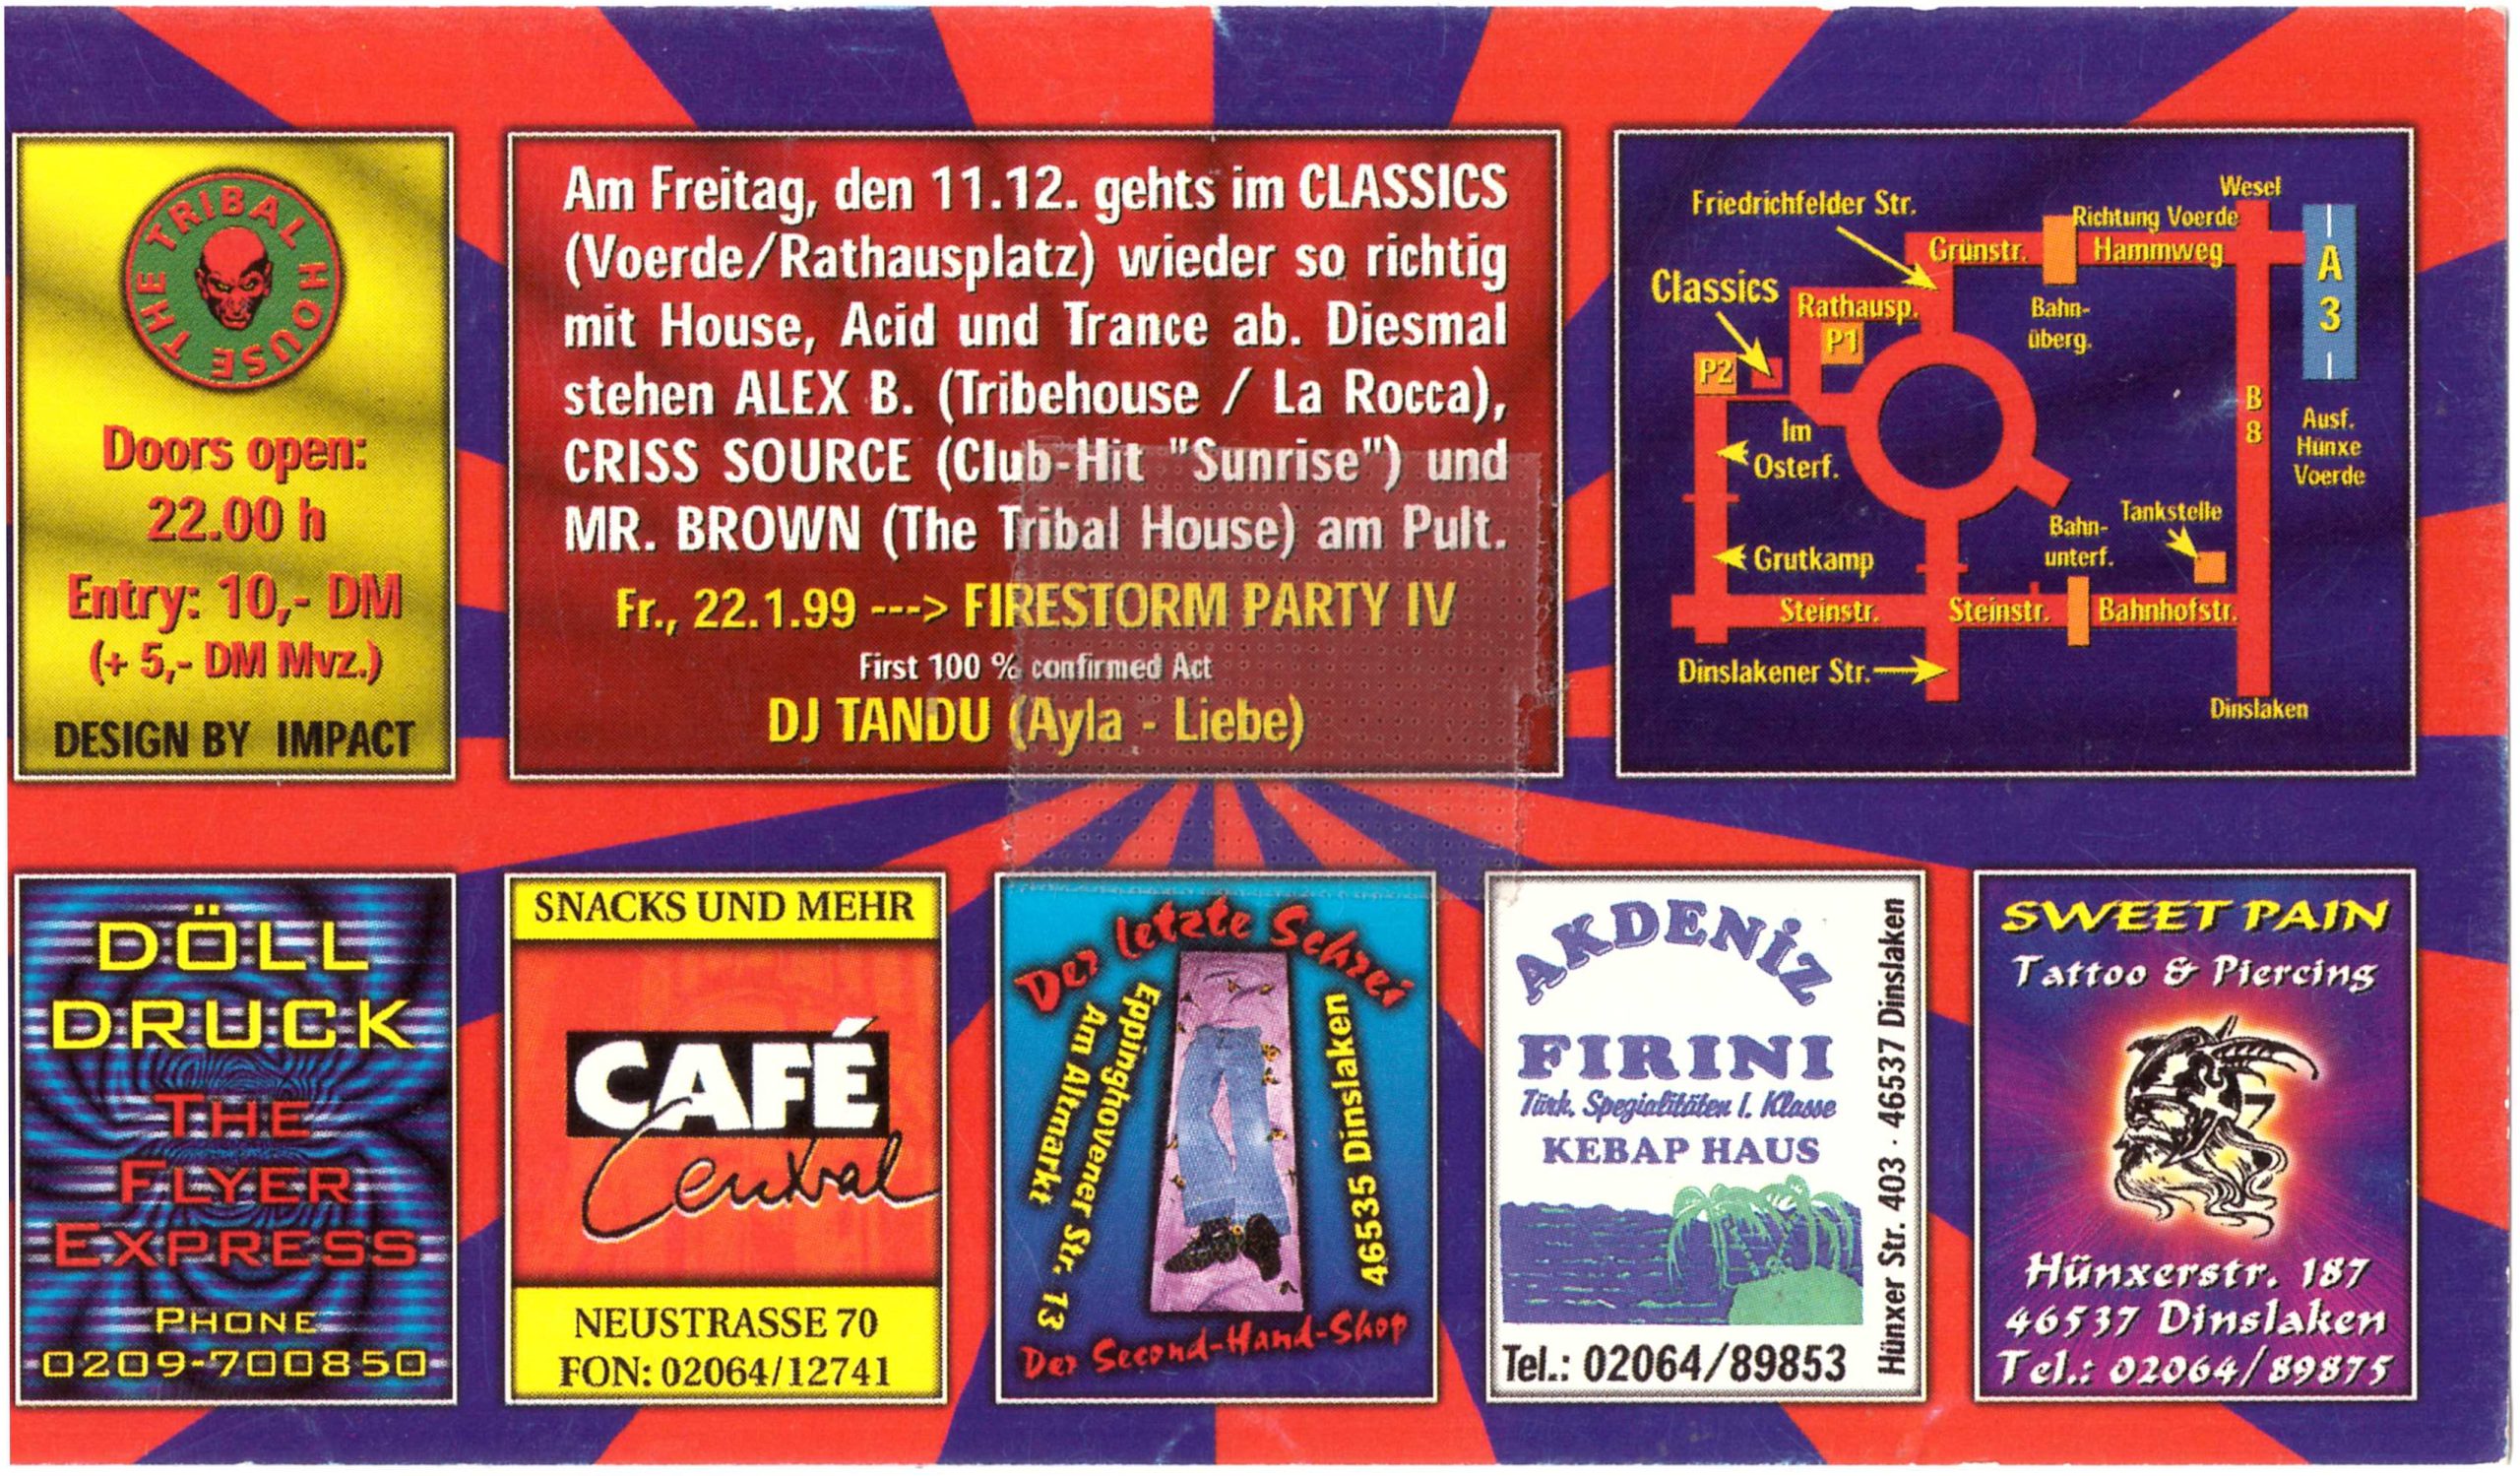 THE TRIBAL HOUSE
Doors open:
22.00 h
Entry: 10,- DM
(+ 5,- DM Mvz.)
DESIGN BY IMPACT
Am Freitag, den 11.12. gehts im CLASSICS
(Voerde/Rathausplatz) wieder so richtig
mit House, Acid und Trance ab. Diesmal
stehen ALEX B. (Tribehouse / La Rocca),
CRISS SOURCE (Club-Hit "Sunrise") und
MR. BROWN (The Tribal House) am Pult.
Fr., 22.1.99 ---> FIRESTORM PARTY IV
First 100 % confirmed Act
DJ TANDU (Ayla - Liebe)
Wesel
Friedrichfelder Str.
Richtung Voerde
Grünstr.
Hammweg
A
3
Classics
Rathausp.
Bahn-
überg.
P1
P2
B
8
Ausf.
Hünxe
Voerde
Im
Osterf.
Tankstelle
Bahn-
unterf.
Grutkamp
Steinstr.
Steinstr.
Bahnhofstr.
Dinslakener Str.
Dinslaken
DÖLL
DRUCK
THE
FLYER
EXPRESS
PHONE
0209-700850
SNACKS UND MEHR
CAFÉ
Central
NEUSTRASSE 70
FON: 02064/12741
Der letzte Schrei
Eppinghovener Str. 13
Am Altmarkt
46535 Dinslaken
Der Second-Hand-Shop
AKDENİZ
FIRINI
Türk. Spezialitäten I. Klasse
KEBAP HAUS
Tel.: 02064/89853
Hünxer Str. 403 · 46537 Dinslaken
SWEET PAIN
Tattoo & Piercing
Hünxerstr. 187
46537 Dinslaken
Tel.: 02064/89875